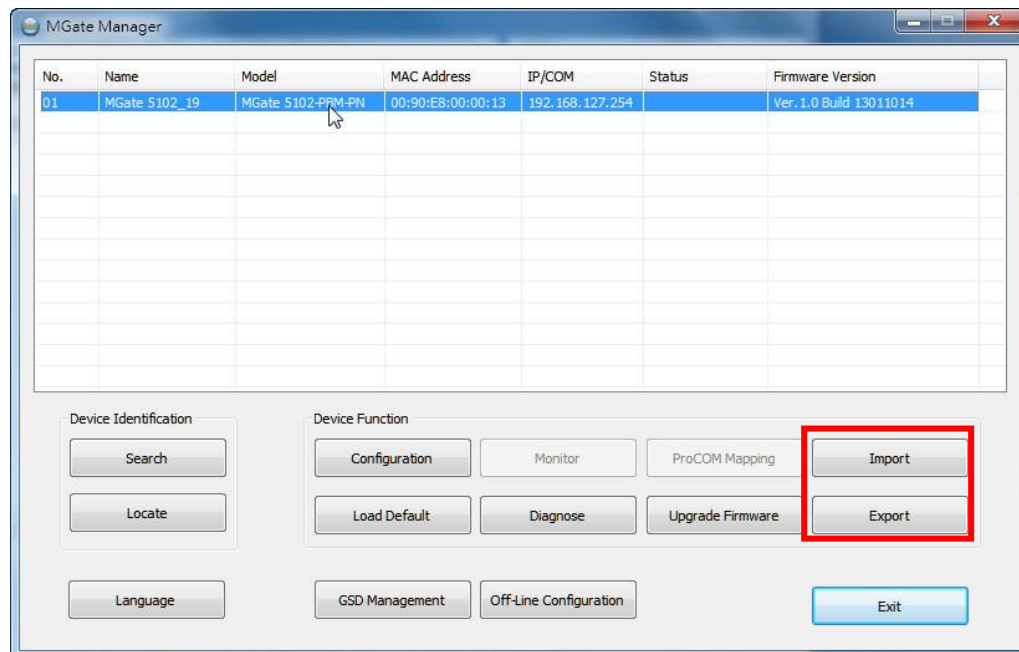 MGate Manager
No. Name Model MAC Address IP/COM Status Firmware Version
01 MGate 5102_19 MGate 5102-PBM-PN 00:90:E8:00:00:13 192.168.127.254 Ver.1.0 Build 13011014
Device Identification Device Function
Search Configuration Monitor ProCOM Mapping Import
Locate Load Default Diagnose Upgrade Firmware Export
Language GSD Management Off-Line Configuration Exit